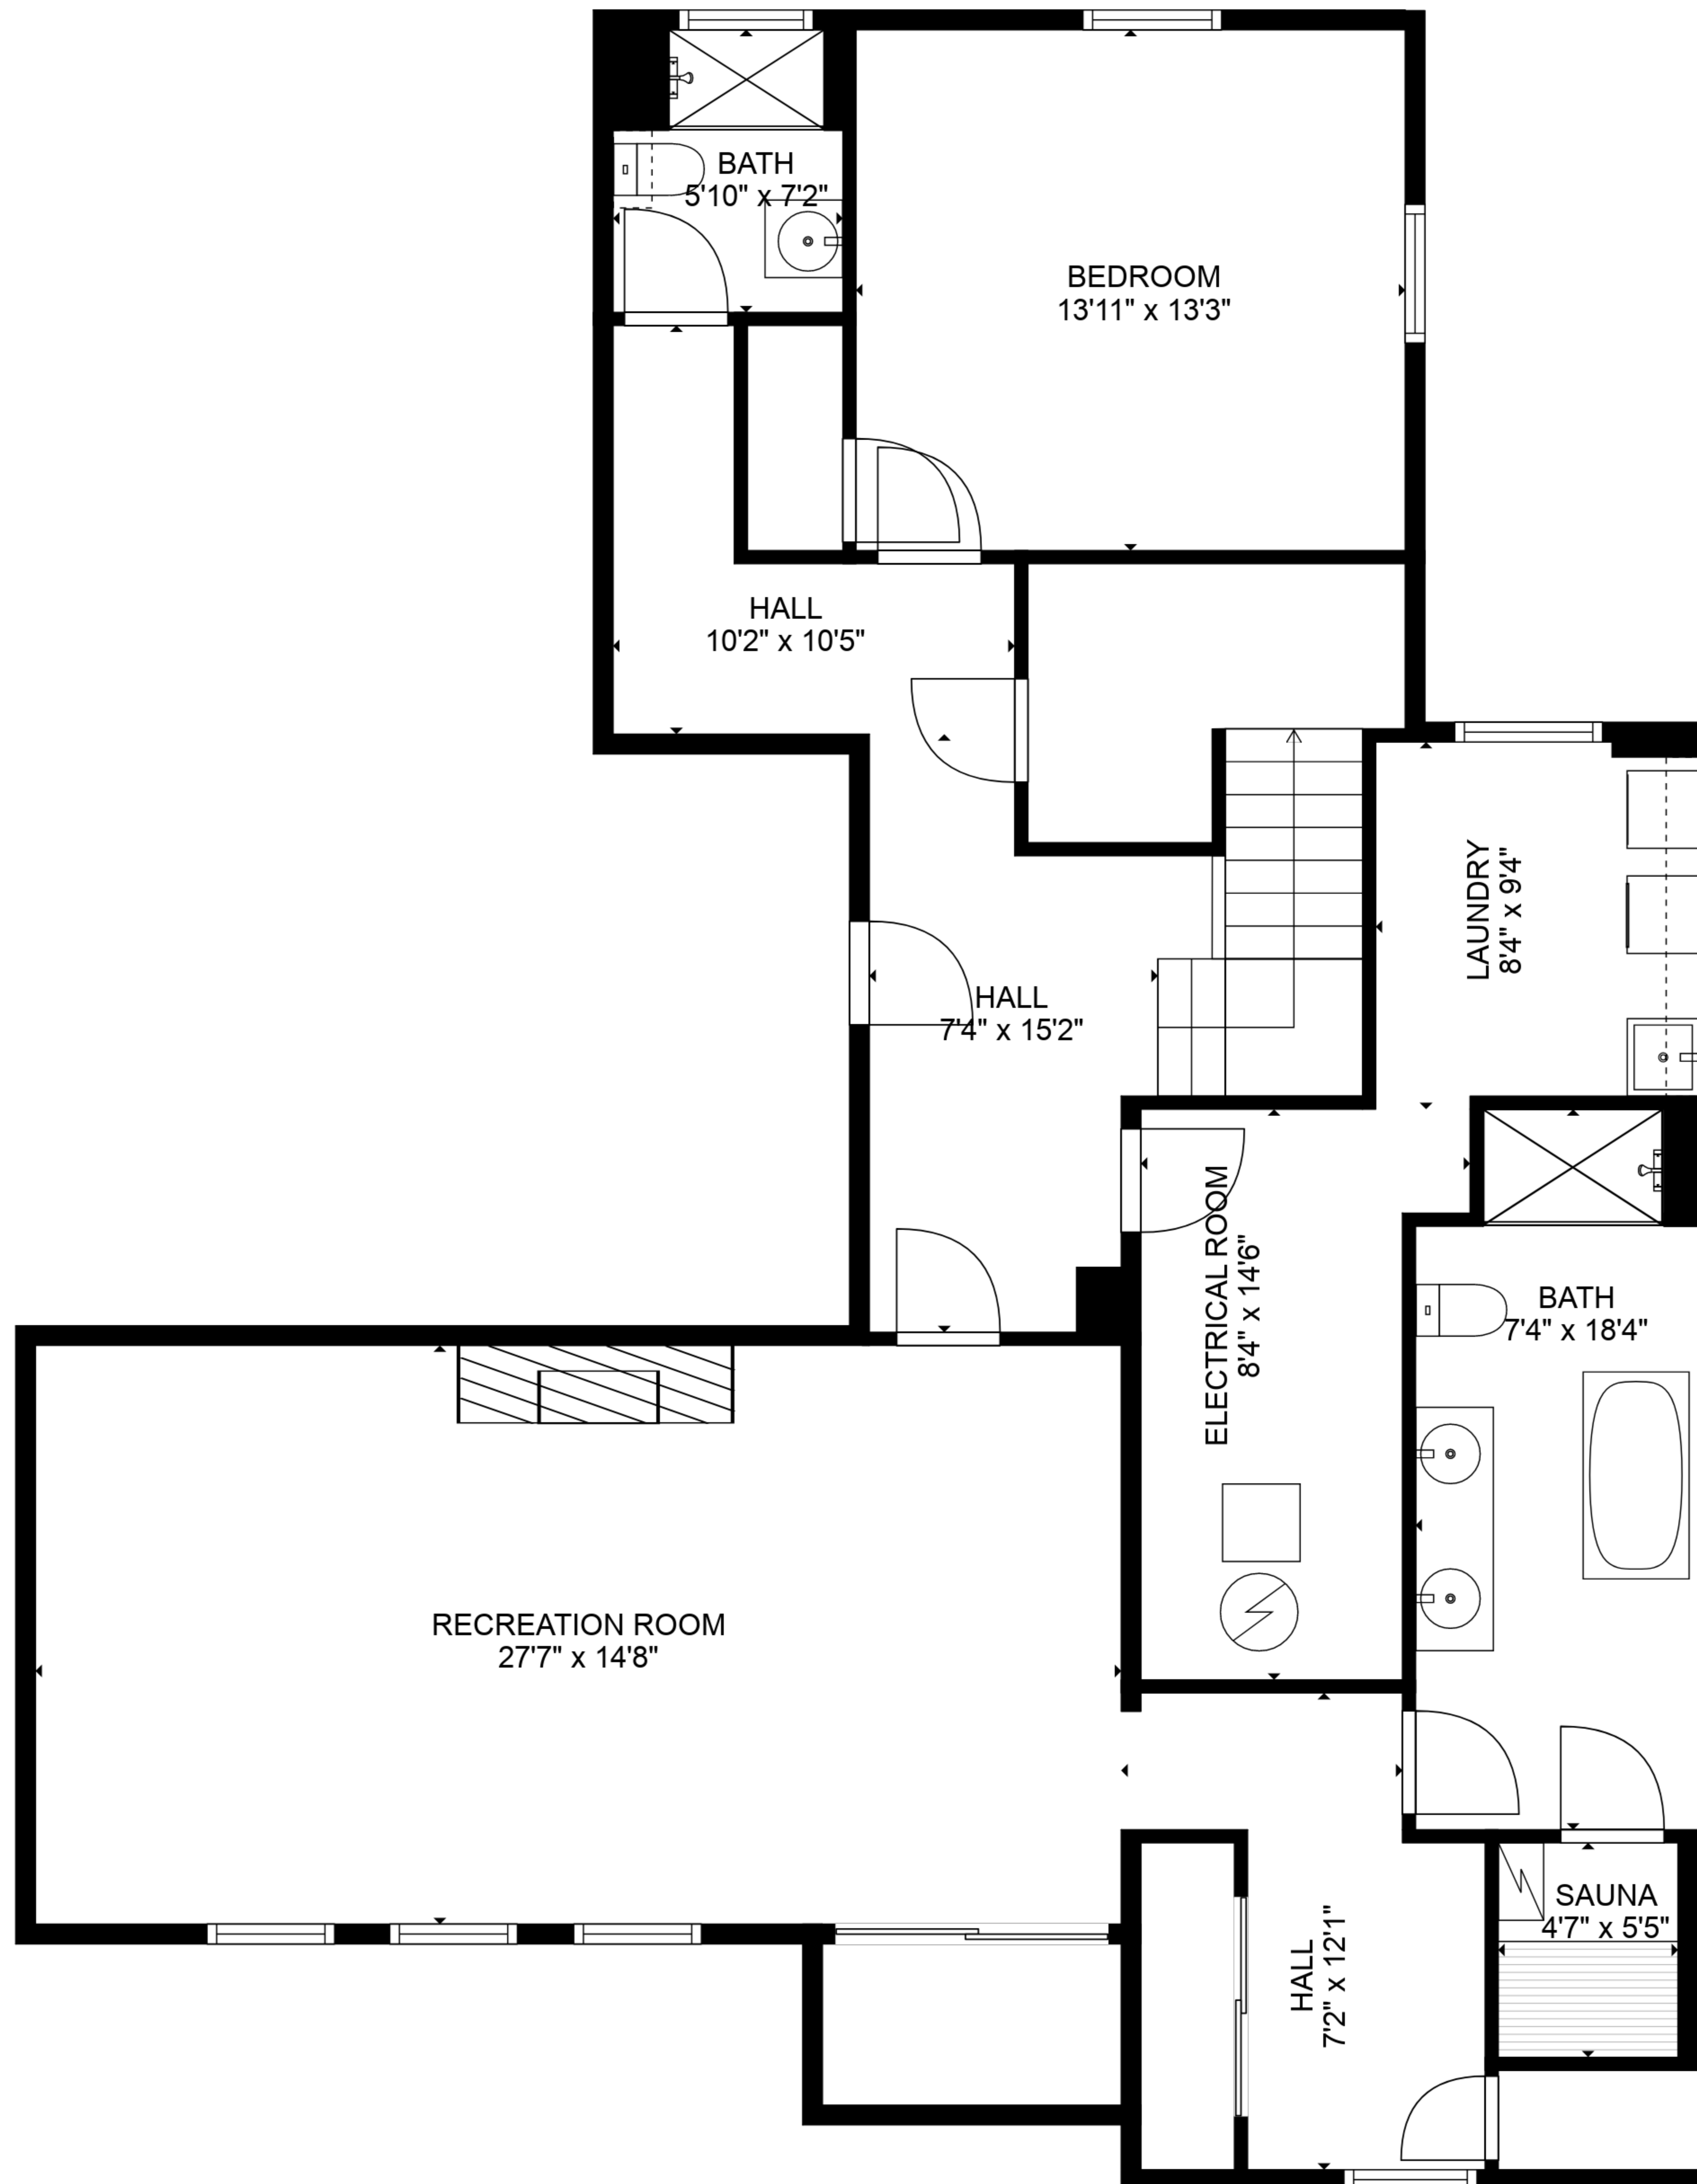 BATH
5'10" x 7'2"
BEDROOM
13'11" x 13'3"
HALL
10'2" x 10'5"
LAUNDRY
8'4" x 9'4"
HALL
7'4" x 15'2"
ELECTRICAL ROOM
8'4" x 14'6"
BATH
7'4" x 18'4"
RECREATION ROOM
27'7" x 14'8"
SAUNA
4'7" x 5'5"
HALL
7'2" x 12'1"